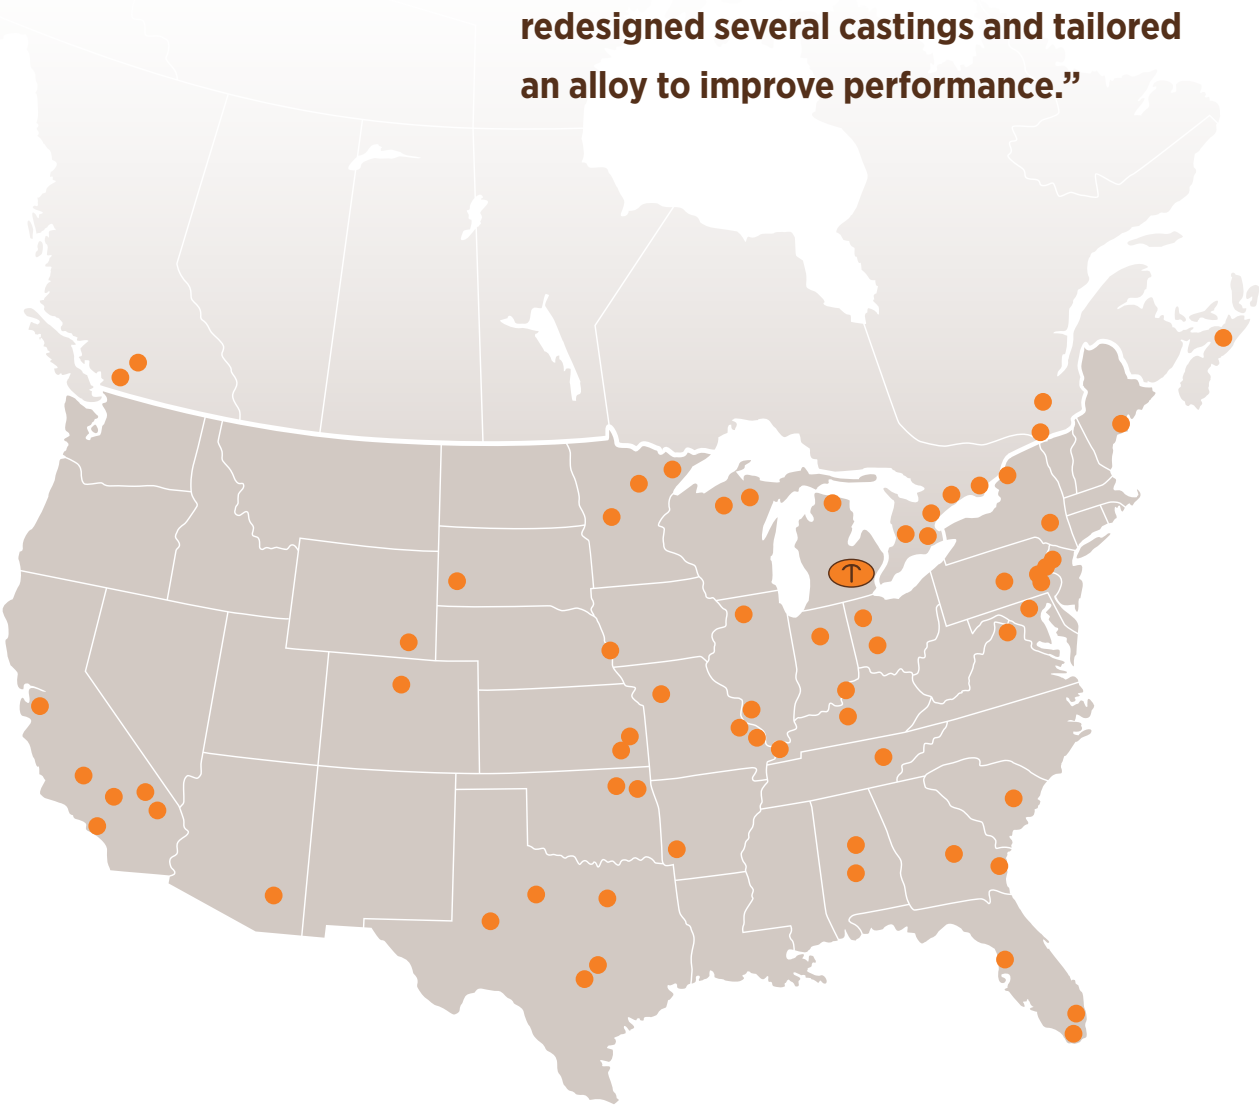 redesigned several castings and tailored
an alloy to improve performance.”